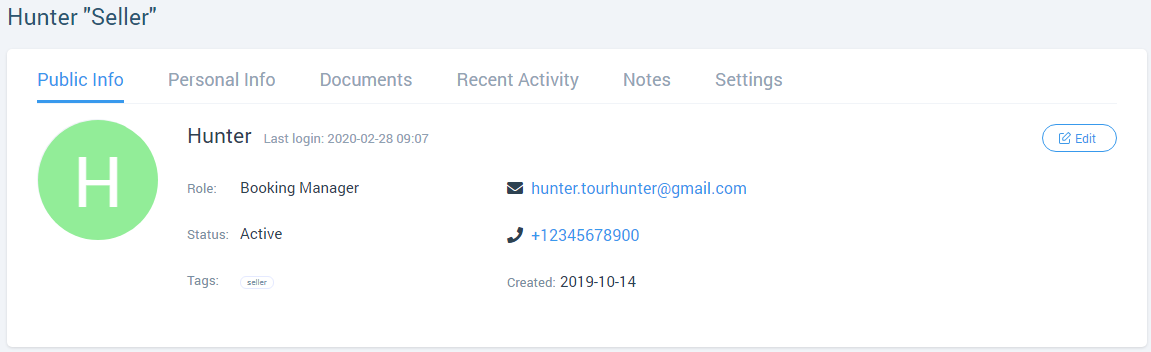 Hunter "Seller"
Public Info Personal Info Documents Recent Activity Notes Settings
H
Hunter Last login: 2020-02-28 09:07 Edit
Role: Booking Manager hunter.tourhunter@gmail.com
Status: Active +12345678900
Tags: seller Created: 2019-10-14